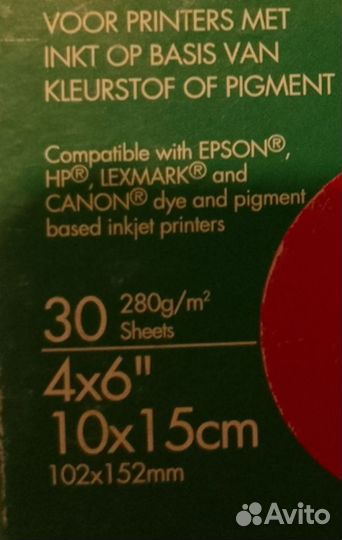 VOOR PRINTERS MET
INKT OP BASIS VAN
KLEURSTOF OF PIGMENT
Compatible with EPSON®,
HP®, LEXMARK® and
CANON® dye and pigment
based inkjet printers
30 280g/m²
Sheets
4x6"
10x15cm
102x152mm
Avito